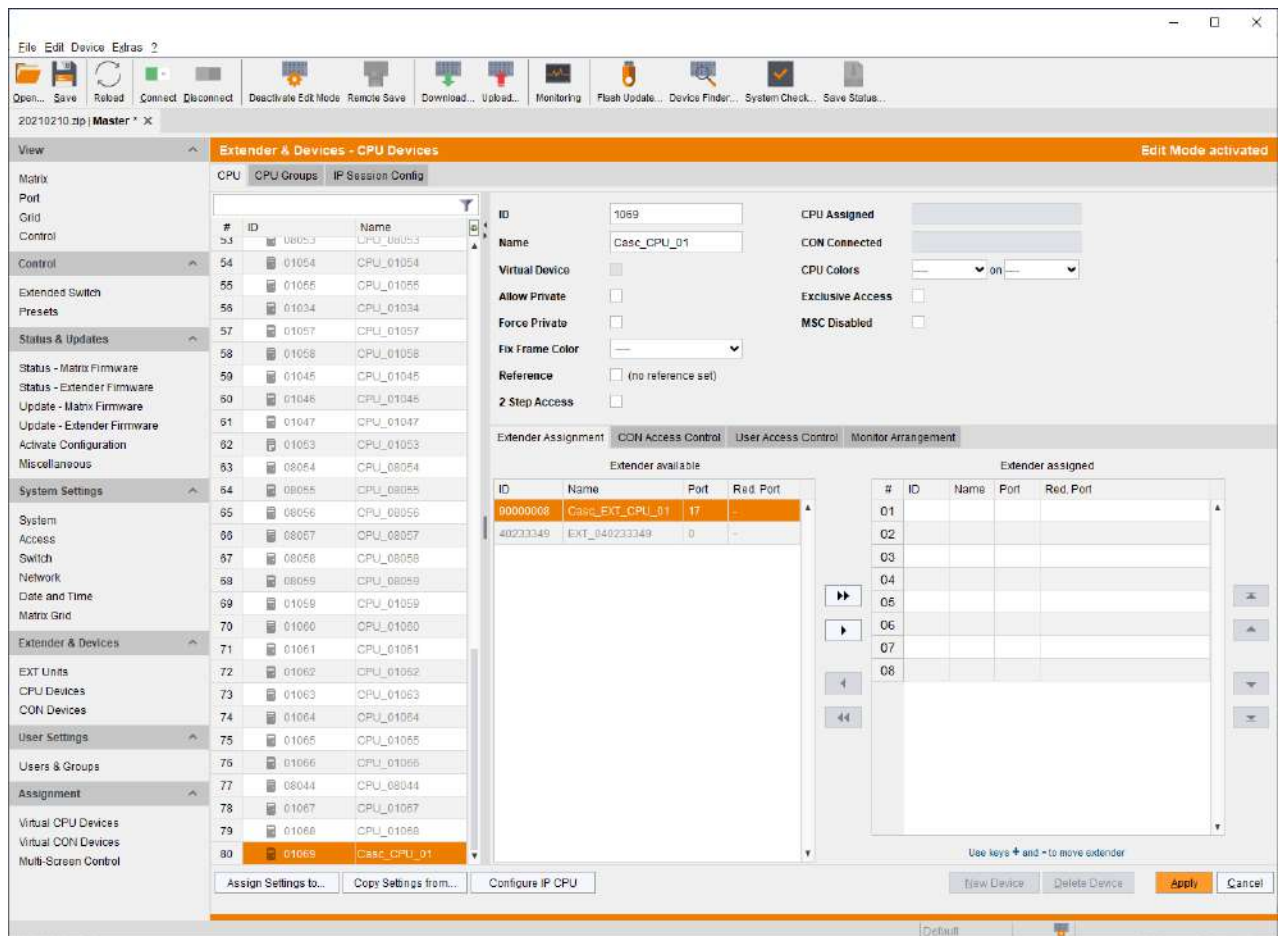 File Edit Device Extras ?
Open... Save Reload Connect Disconnect Deactivate Edit Mode Remote Save Download... Upload... Monitoring Flash Update... Device Finder... System Check... Save Status...
20210210.zip | Master * X
View
Matrix
Port
Grid
Control
Control
Extended Switch
Presets
Status & Updates
Status - Matrix Firmware
Status - Extender Firmware
Update - Matrix Firmware
Update - Extender Firmware
Activate Configuration
Miscellaneous
System Settings
System
Access
Switch
Network
Date and Time
Matrix Grid
Extender & Devices
EXT Units
CPU Devices
CON Devices
User Settings
Users & Groups
Assignment
Virtual CPU Devices
Virtual CON Devices
Multi-Screen Control
Extender & Devices - CPU Devices Edit Mode activated
CPU CPU Groups IP Session Config
# ID Name
53 08053 CPU_08053
54 01054 CPU_01054
55 01055 CPU_01055
56 01034 CPU_01034
57 01057 CPU_01057
58 01058 CPU_01058
59 01045 CPU_01045
60 01046 CPU_01046
61 01047 CPU_01047
62 01053 CPU_01053
63 08054 CPU_08054
64 08055 CPU_08055
65 08056 CPU_08056
66 08057 CPU_08057
67 08058 CPU_08058
68 08059 CPU_08059
69 01059 CPU_01059
70 01060 CPU_01060
71 01061 CPU_01061
72 01062 CPU_01062
73 01063 CPU_01063
74 01064 CPU_01064
75 01065 CPU_01065
76 01066 CPU_01066
77 08044 CPU_08044
78 01067 CPU_01067
79 01068 CPU_01068
80 01069 Casc_CPU_01
ID 1069 CPU Assigned
Name Casc_CPU_01 CON Connected
Virtual Device CPU Colors ---- on ----
Allow Private Exclusive Access
Force Private MSC Disabled
Fix Frame Color ----
Reference (no reference set)
2 Step Access
Extender Assignment CON Access Control User Access Control Monitor Arrangement
Extender available Extender assigned
ID Name Port Red. Port # ID Name Port Red. Port
90000008 Casc_EXT_CPU_01 17 - 01
40233349 EXT_040233349 0 - 02
03
04
05
06
07
08
Use keys + and - to move extender
Assign Settings to... Copy Settings from... Configure IP CPU New Device Delete Device Apply Cancel
Default